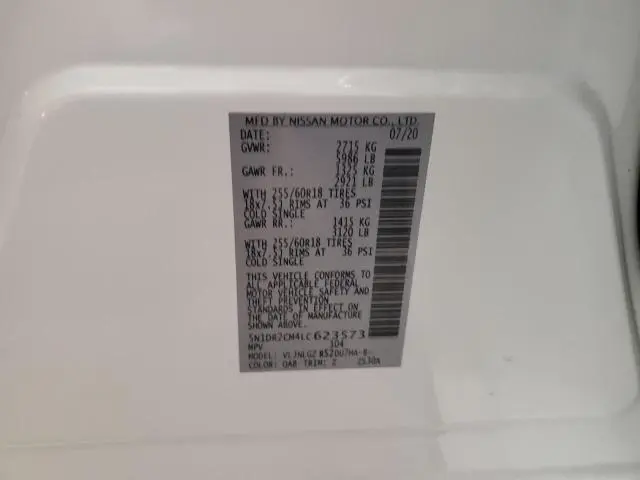 MFD BY NISSAN MOTOR CO., LTD.
DATE: 07/20
GVWR: 2715 KG
5986 LB
GAWR FR.: 1325 KG
2921 LB
WITH 255/60R18 TIRES
18x7.5J RIMS AT 36 PSI
COLD SINGLE
GAWR RR.: 1415 KG
3120 LB
WITH 255/60R18 TIRES
18x7.5J RIMS AT 36 PSI
COLD SINGLE
THIS VEHICLE CONFORMS TO
ALL APPLICABLE FEDERAL
MOTOR VEHICLE SAFETY AND
THEFT PREVENTION
STANDARDS IN EFFECT ON
THE DATE OF MANUFACTURE
SHOWN ABOVE.
5N1DR2CM4LC623573
MPV
MODEL:
COLOR: QAB TRIM: